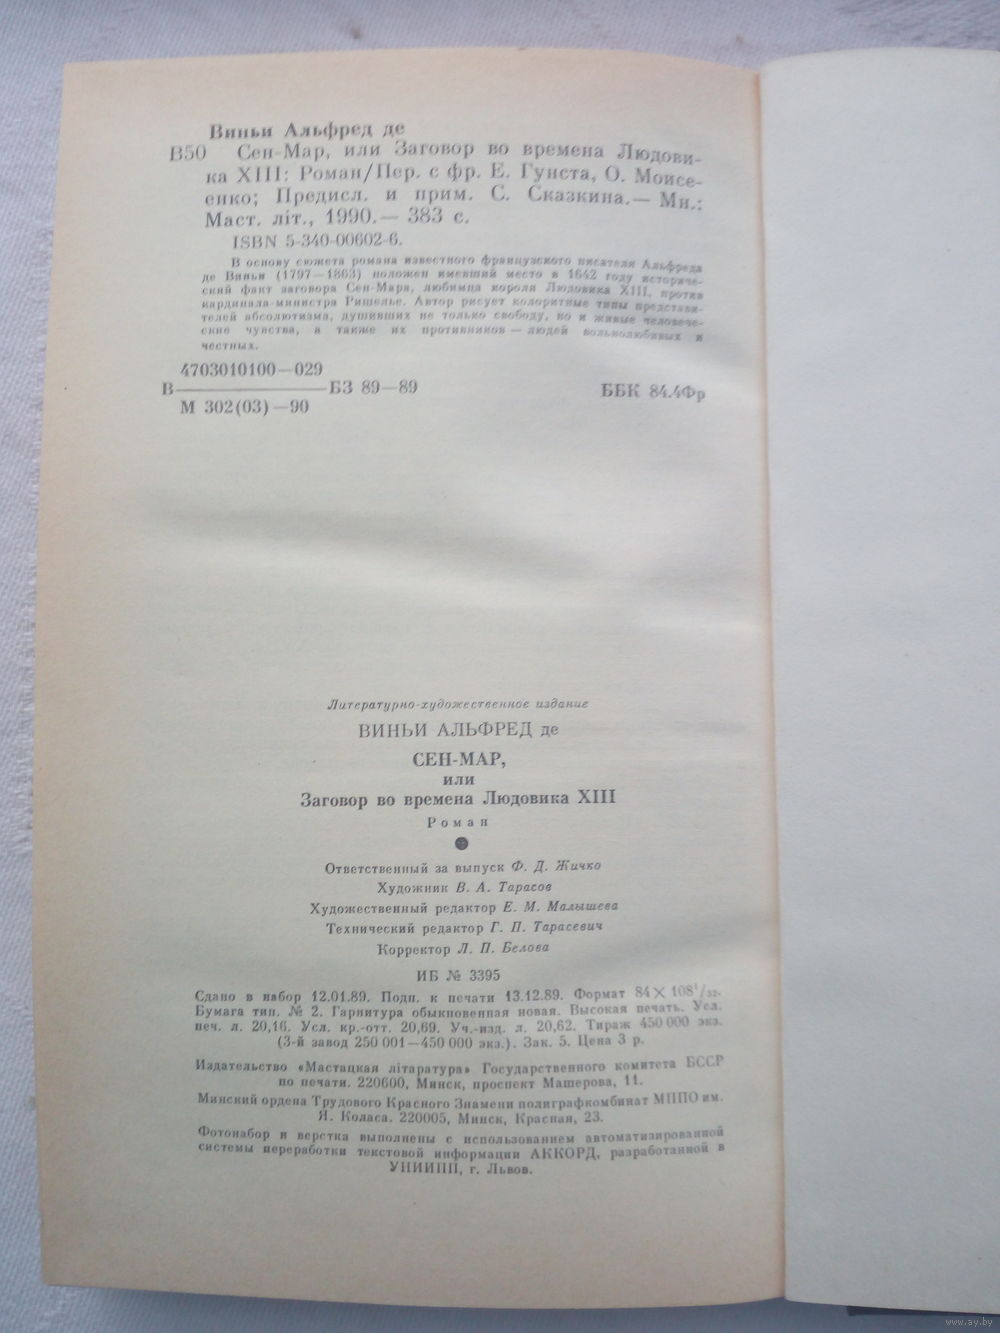 Виньи Альфред де
В50 Сен-Мар, или Заговор во времена Людови-
ка XIII: Роман/Пер. с фр. Е. Гунста, О. Моисе-
енко; Предисл. и прим. С. Сказкина.— Мн.:
Маст. літ., 1990.— 383 с.
ISBN 5-340-00602-6.
В основу сюжета романа известного французского писателя Альфреда
де Виньи (1797—1863) положен имевший место в 1642 году историче-
ский факт заговора Сен-Мара, любимца короля Людовика XIII, против
кардинала-министра Ришелье. Автор рисует колоритные типы представи-
телей абсолютизма, душивших не только свободу, но и живые человече-
ские чувства, а также их противников — людей вольнолюбивых и
честных.
4703010100—029
В————БЗ 89—89 ББК 84.4Фр
М 302(03)—90
Литературно-художественное издание
ВИНЬИ АЛЬФРЕД де
СЕН-МАР,
или
Заговор во времена Людовика XIII
Роман
Ответственный за выпуск Ф. Д. Жичко
Художник В. А. Тарасов
Художественный редактор Е. М. Малышева
Технический редактор Г. П. Тарасевич
Корректор Л. П. Белова
ИБ № 3395
Сдано в набор 12.01.89. Подп. к печати 13.12.89. Формат 84×108¹/₃₂.
Бумага тип. № 2. Гарнитура обыкновенная новая. Высокая печать. Усл.
печ. л. 20,16. Усл. кр.-отт. 20,69. Уч.-изд. л. 20,62. Тираж 450 000 экз.
(3-й завод 250 001—450 000 экз.). Зак. 5. Цена 3 р.
Издательство «Мастацкая літаратура» Государственного комитета БССР
по печати. 220600, Минск, проспект Машерова, 11.
Минский ордена Трудового Красного Знамени полиграфкомбинат МППО им.
Я. Коласа. 220005, Минск, Красная, 23.
Фотонабор и верстка выполнены с использованием автоматизированной
системы переработки текстовой информации АККОРД, разработанной в
УНИИПП, г. Львов.
www.ay.by